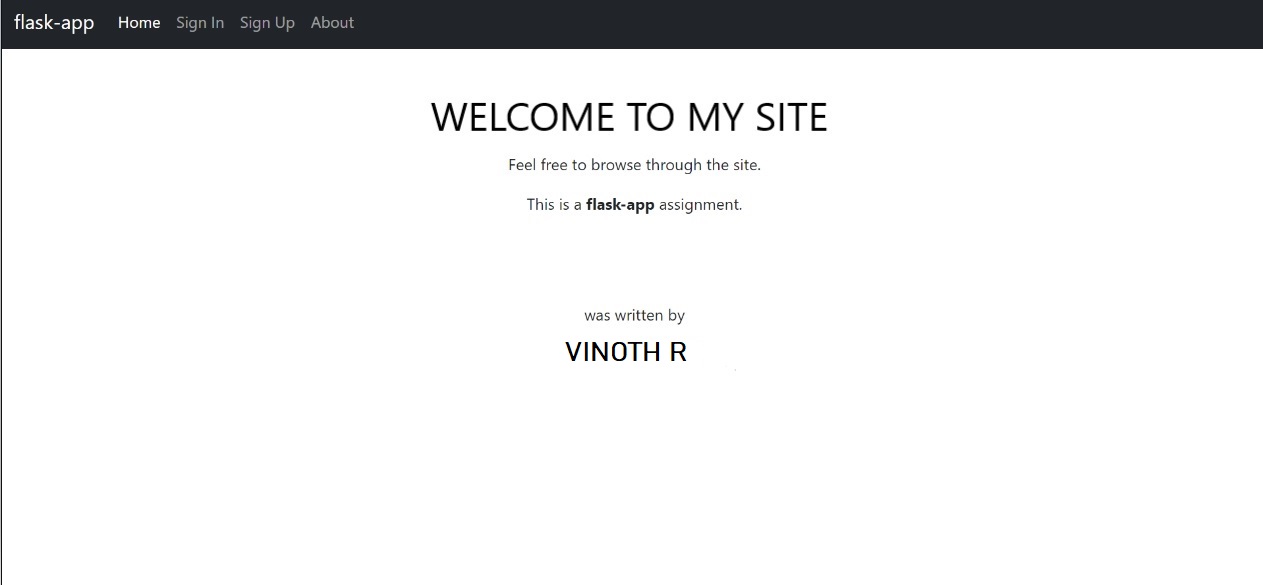 flask-app Home Sign In Sign Up About
WELCOME TO MY SITE
Feel free to browse through the site.
This is a flask-app assignment.
was written by
VINOTH R